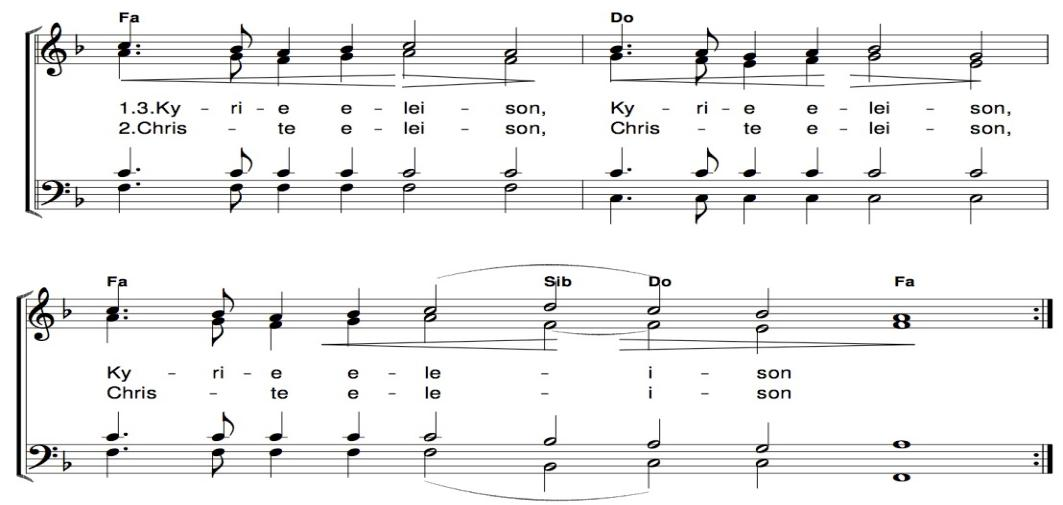 Fa Do
1.3.Ky - ri - e e - lei - son, Ky - ri - e e - lei - son,
2.Chris - te e - lei - son, Chris - te e - lei - son,
Fa Sib Do Fa
Ky - ri - e e - le - i - son
Chris - te e - le - i - son